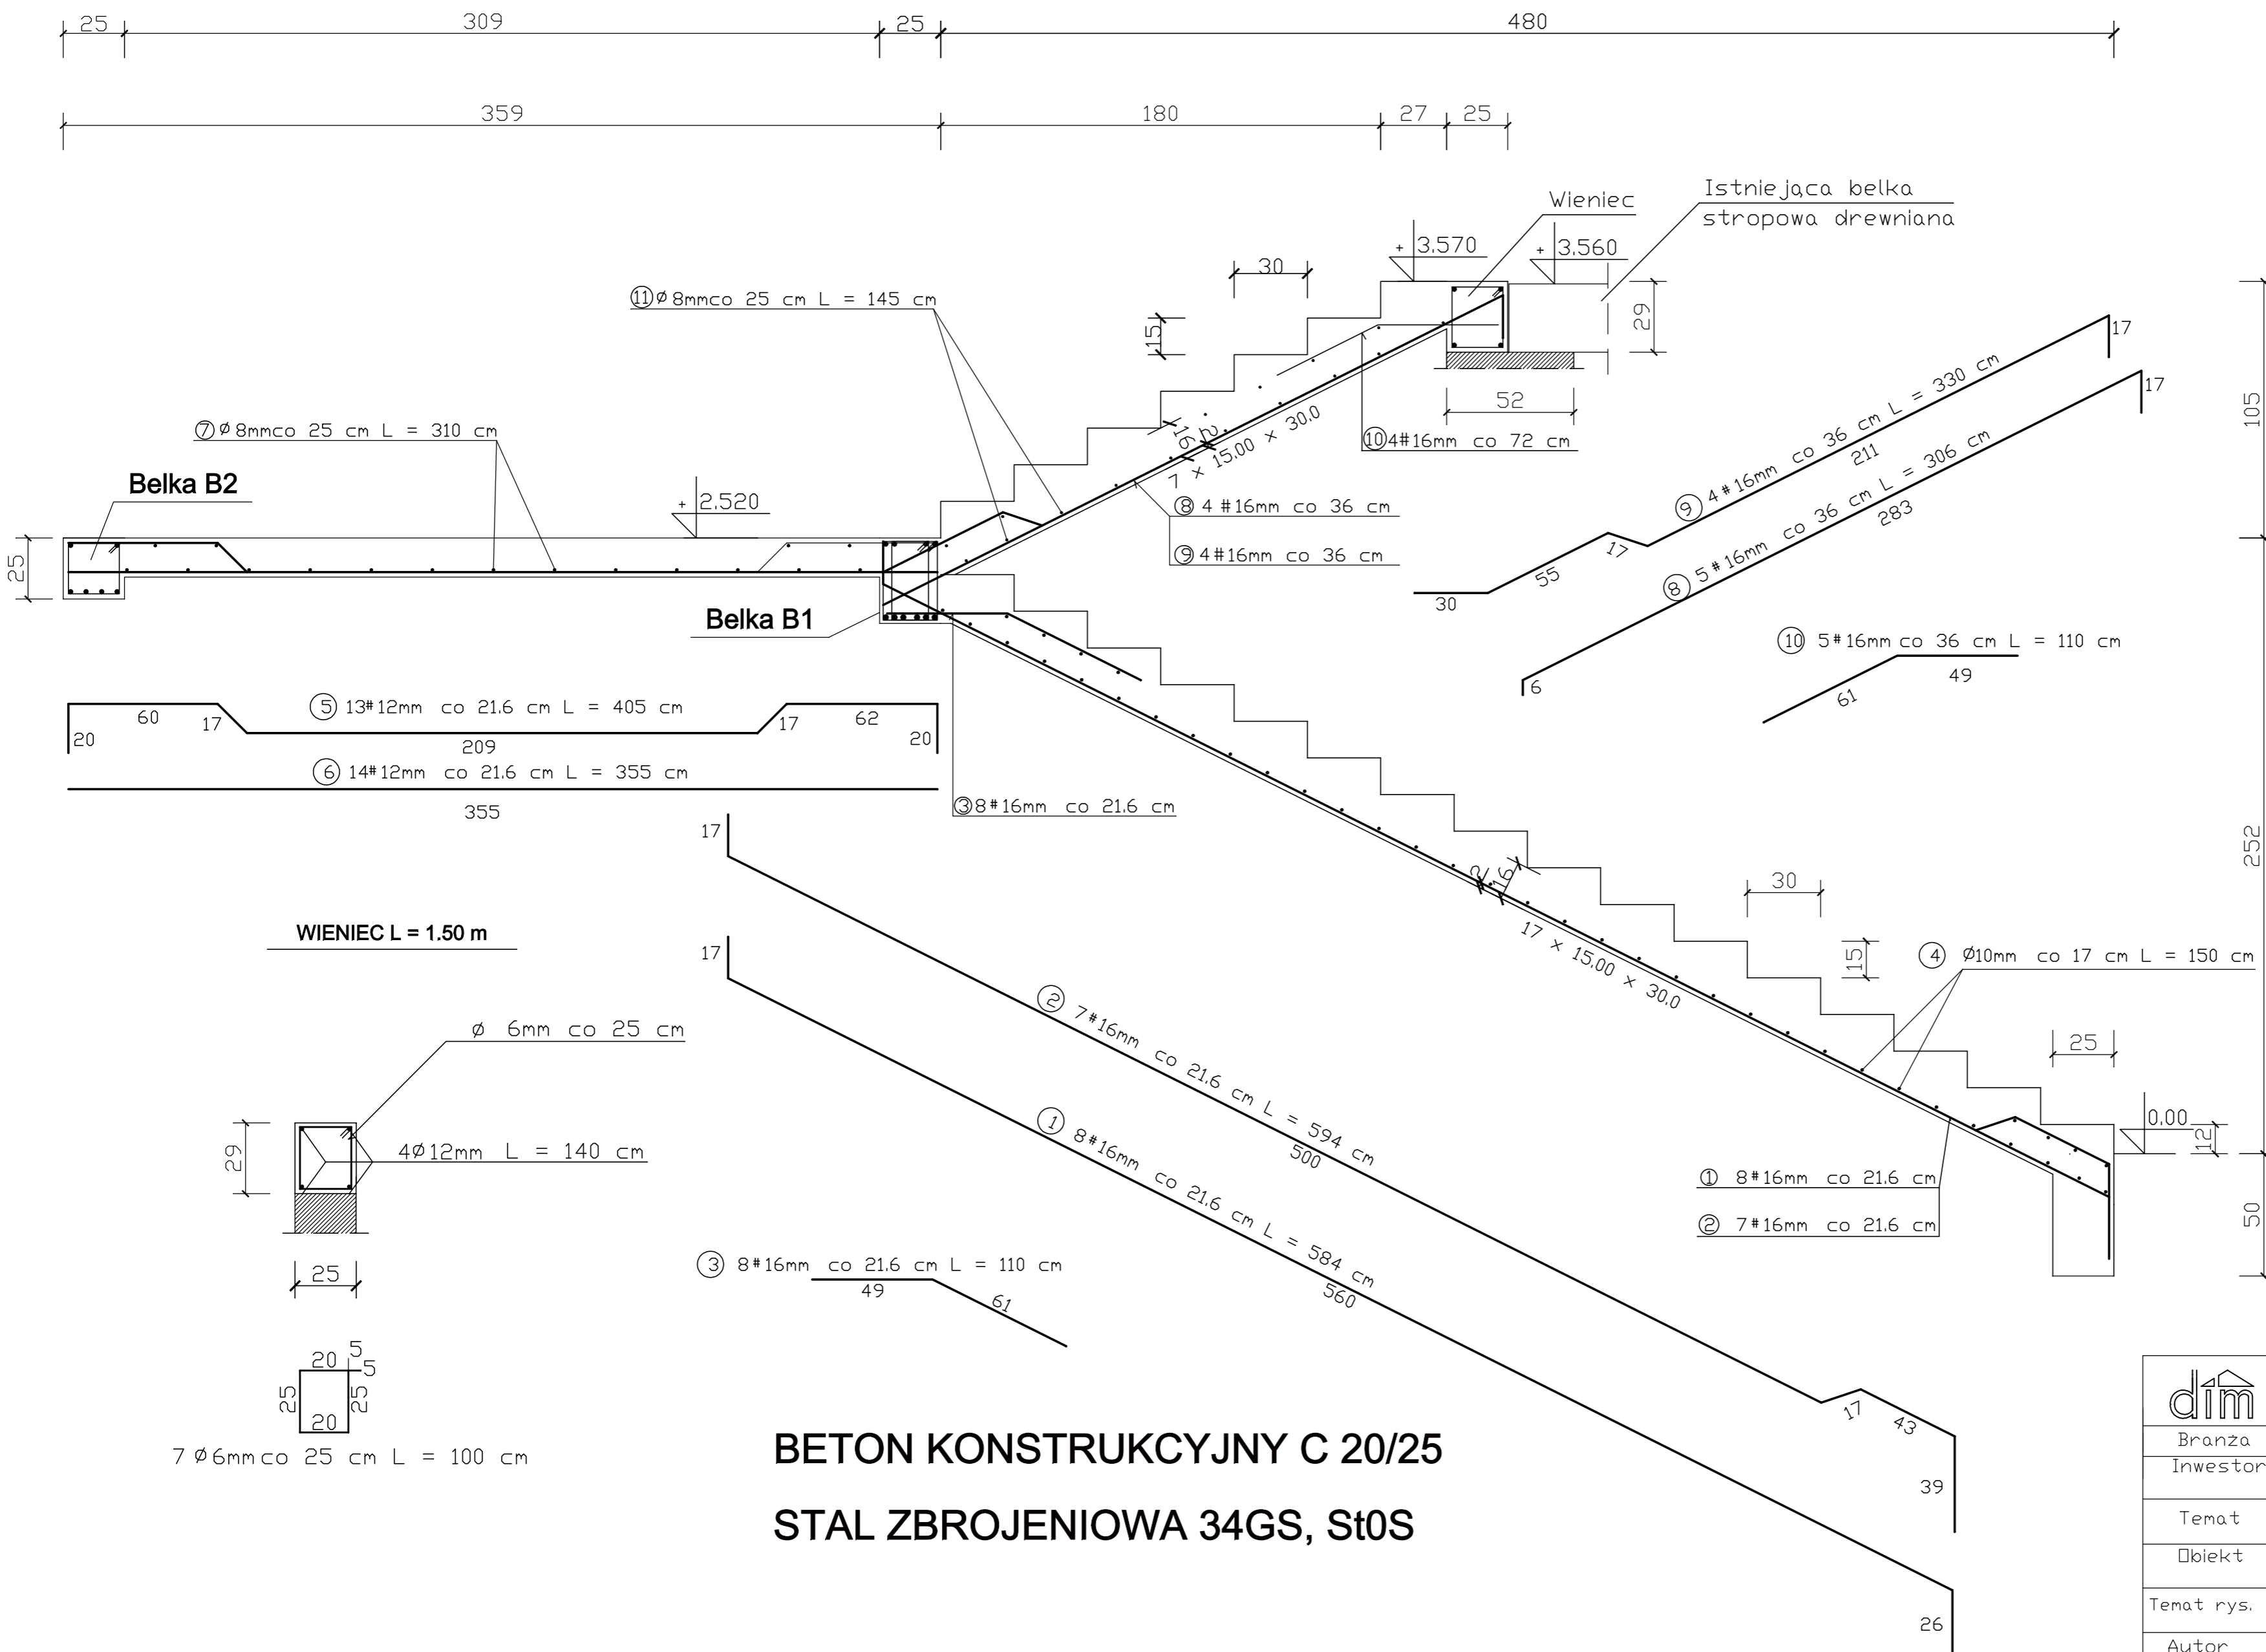 25 309 25 480
359 180 27 25
Wieniec
Istniejąca belka
stropowa drewniana
+ 3.570
+ 3.560
30
15
29
52
105
⑪ ø 8mmco 25 cm L = 145 cm
⑦ ø 8mmco 25 cm L = 310 cm
Belka B2
+ 2.520
25
Belka B1
16
2
7 × 15.00 × 30.0
⑩ 4#16mm co 72 cm
⑧ 4 #16mm co 36 cm
⑨ 4#16mm co 36 cm
⑨ 4#16mm co 36 cm L = 330 cm
211
17
17
55
30
⑧ 5#16mm co 36 cm L = 306 cm
283
17
6
⑩ 5#16mm co 36 cm L = 110 cm
49
61
⑤ 13#12mm co 21.6 cm L = 405 cm
60 17 209 17 62
20 20
⑥ 14#12mm co 21.6 cm L = 355 cm
355
③ 8#16mm co 21.6 cm
2
16
17 × 15.00 × 30.0
30
15
252
④ Ø10mm co 17 cm L = 150 cm
25
0.00
12
50
① 8#16mm co 21.6 cm
② 7#16mm co 21.6 cm
WIENIEC L = 1.50 m
ø 6mm co 25 cm
4Ø12mm L = 140 cm
29
25
20 5
5
25 25
20
7 Ø6mmco 25 cm L = 100 cm
17
② 7#16mm co 21.6 cm L = 594 cm
500
17
43
39
17
① 8#16mm co 21.6 cm L = 584 cm
560
26
③ 8#16mm co 21.6 cm L = 110 cm
49
61
BETON KONSTRUKCYJNY C 20/25
STAL ZBROJENIOWA 34GS, St0S
dim
Branża
Inwestor
Temat
Obiekt
Temat rys.
Autor